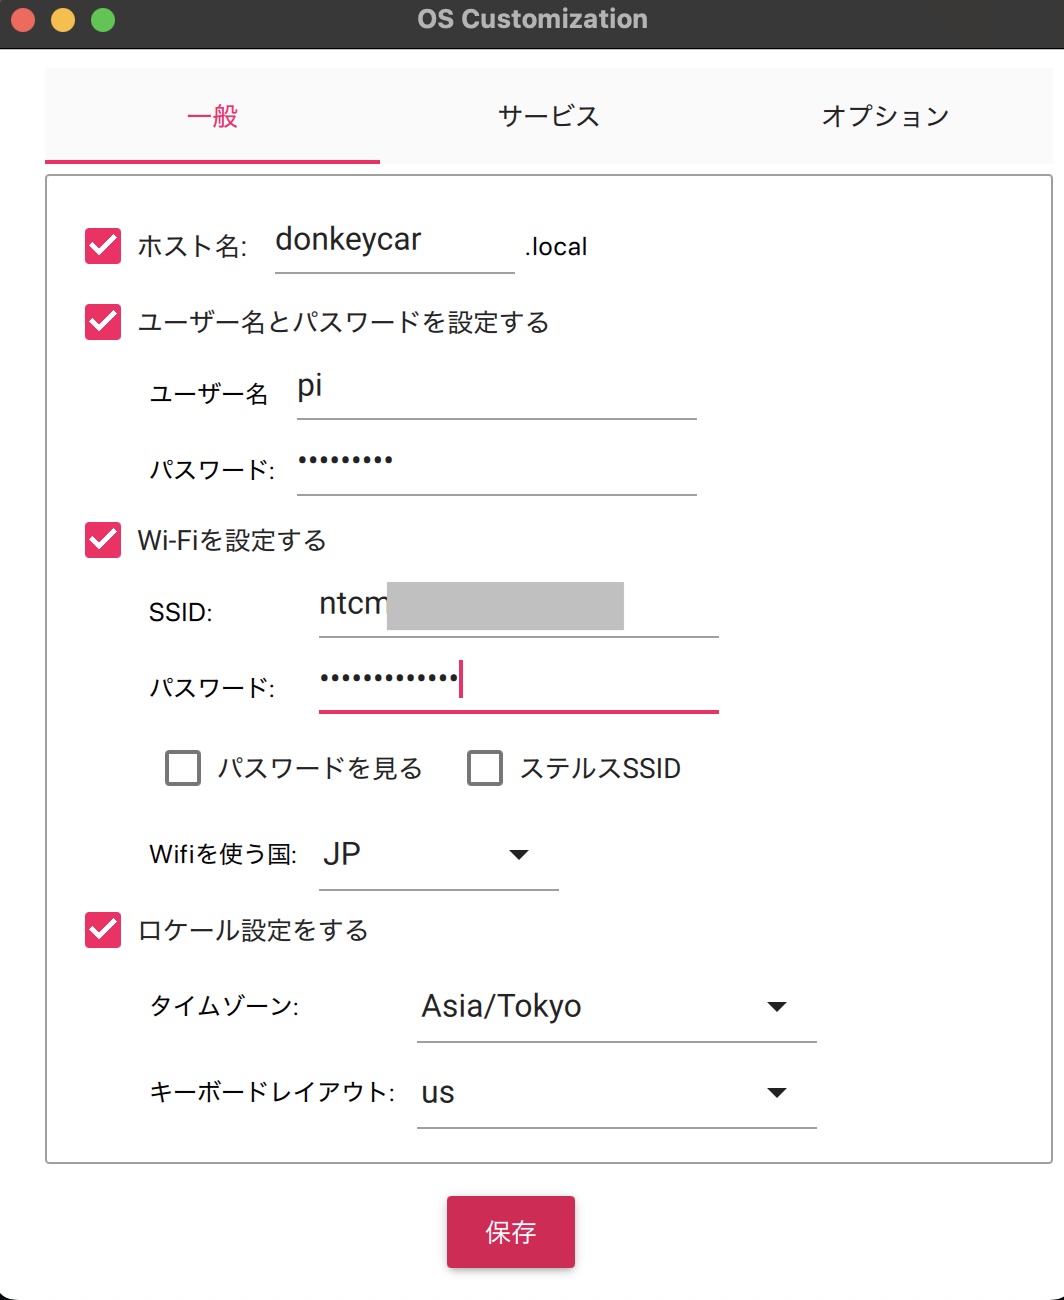 OS Customization
一般 サービス オプション
ホスト名: donkeycar .local
ユーザー名とパスワードを設定する
ユーザー名 pi
パスワード: •••••••••
Wi-Fiを設定する
SSID: ntcm
パスワード: •••••••••••••
パスワードを見る ステルスSSID
Wifiを使う国: JP
ロケール設定をする
タイムゾーン: Asia/Tokyo
キーボードレイアウト: us
保存